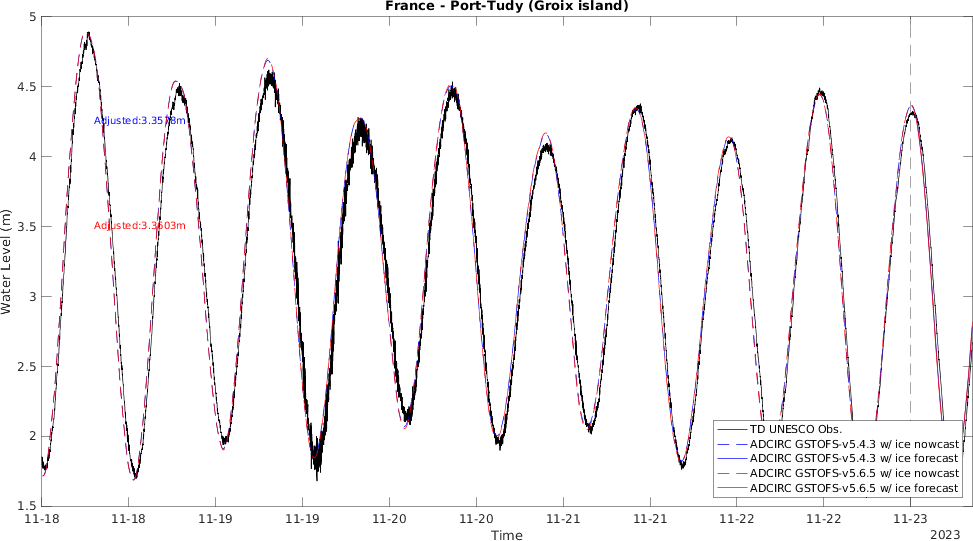 France - Port-Tudy (Groix island)
5
4.5
4
3.5
3
2.5
2
1.5
Water Level (m)
Adjusted:3.3578m
Adjusted:3.3603m
TD UNESCO Obs.
ADCIRC GSTOFS-v5.4.3 w/ ice nowcast
ADCIRC GSTOFS-v5.4.3 w/ ice forecast
ADCIRC GSTOFS-v5.6.5 w/ ice nowcast
ADCIRC GSTOFS-v5.6.5 w/ ice forecast
11-18 11-18 11-19 11-19 11-20 11-20 11-21 11-21 11-22 11-22 11-23
Time
2023